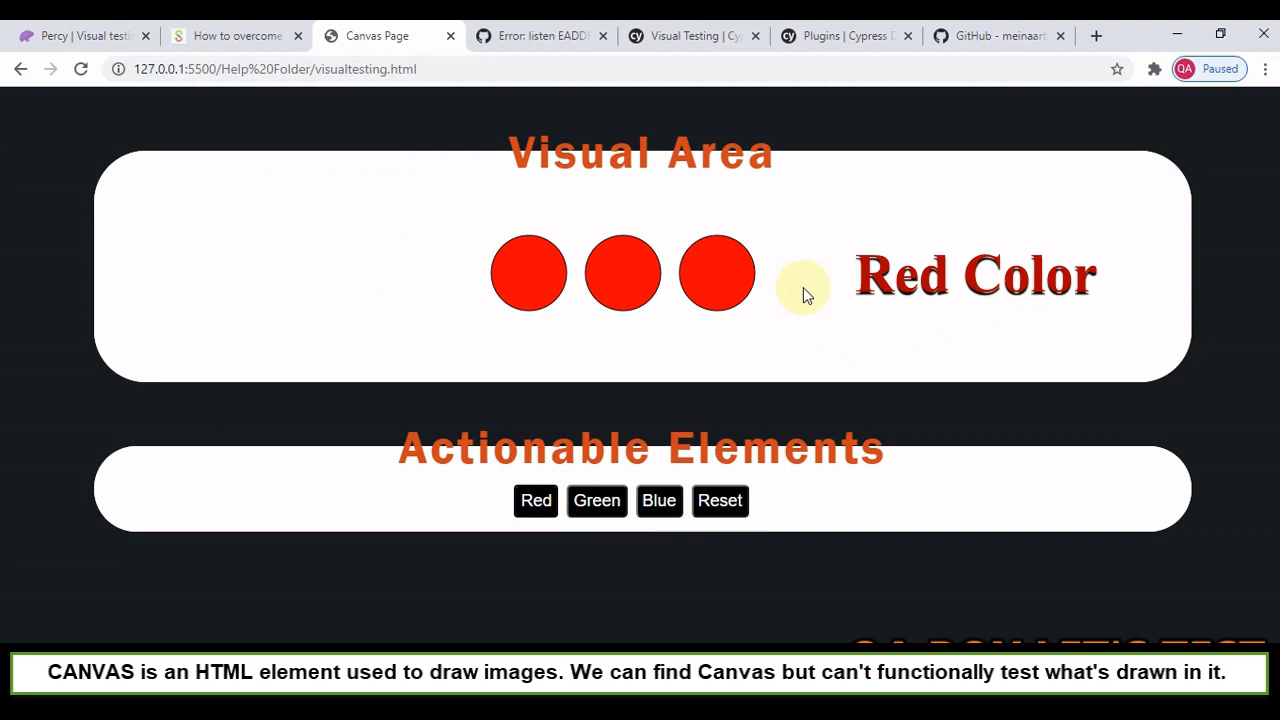 Percy | Visual testi
How to overcome
Canvas Page
Error: listen EADDR
Visual Testing | Cy
Plugins | Cypress D
GitHub - meinaart
127.0.0.1:5500/Help%20Folder/visualtesting.html
QA Paused
Visual Area
Red Color
Actionable Elements
Red Green Blue Reset
CANVAS is an HTML element used to draw images. We can find Canvas but can't functionally test what's drawn in it.